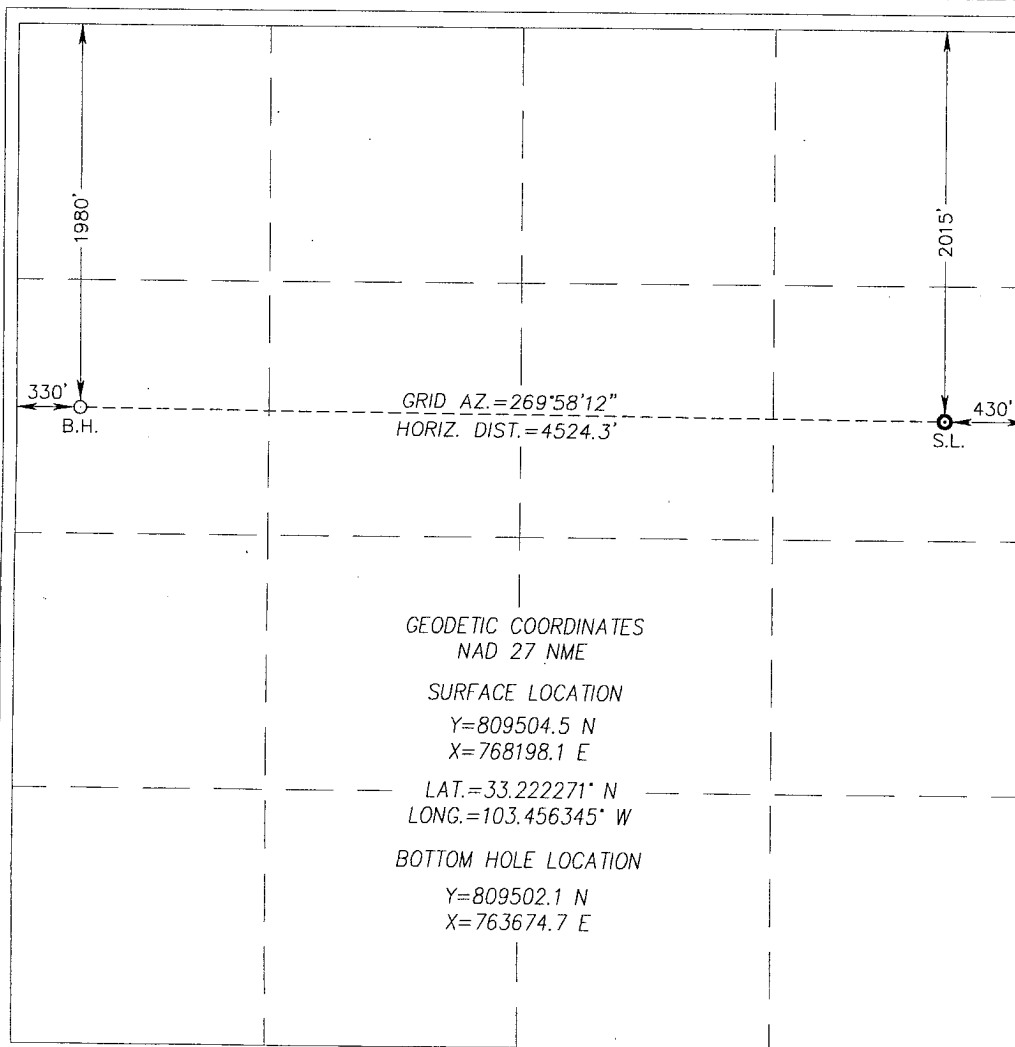 1980'
2015'
330'
B.H.
GRID AZ.=269°58'12"
HORIZ. DIST.=4524.3'
430'
S.L.
GEODETIC COORDINATES
NAD 27 NME
SURFACE LOCATION
Y=809504.5 N
X=768198.1 E
LAT.=33.222271° N
LONG.=103.456345° W
BOTTOM HOLE LOCATION
Y=809502.1 N
X=763674.7 E